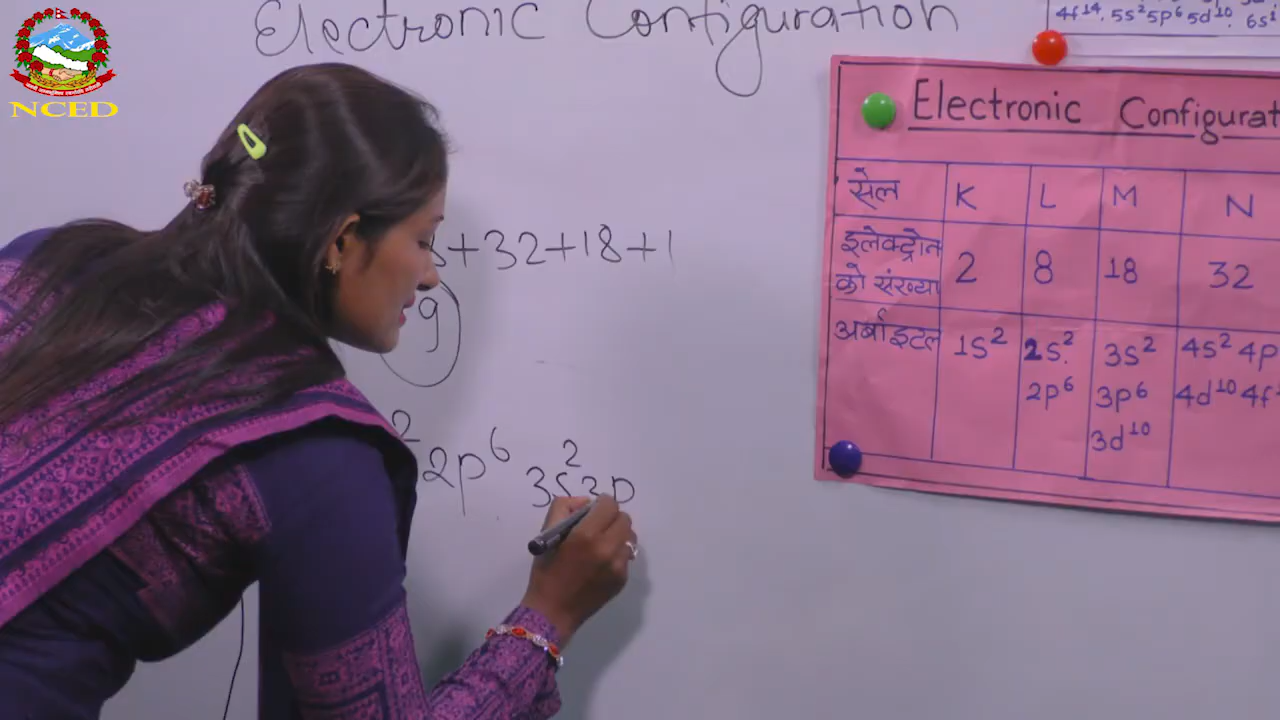 Electronic Configuration
4f¹⁴. 5s²5p⁶5d¹⁰. 6s¹
NCED
+32+18+1
9
² 2p⁶ 3s²3p
Electronic Configurat
सेल K L M N
इलेक्ट्रोन को संख्या 2 8 18 32
अर्बाइटल 1s² 2s². 3s² 4s² 4p
2p⁶ 3p⁶ 4d¹⁰ 4f
3d¹⁰